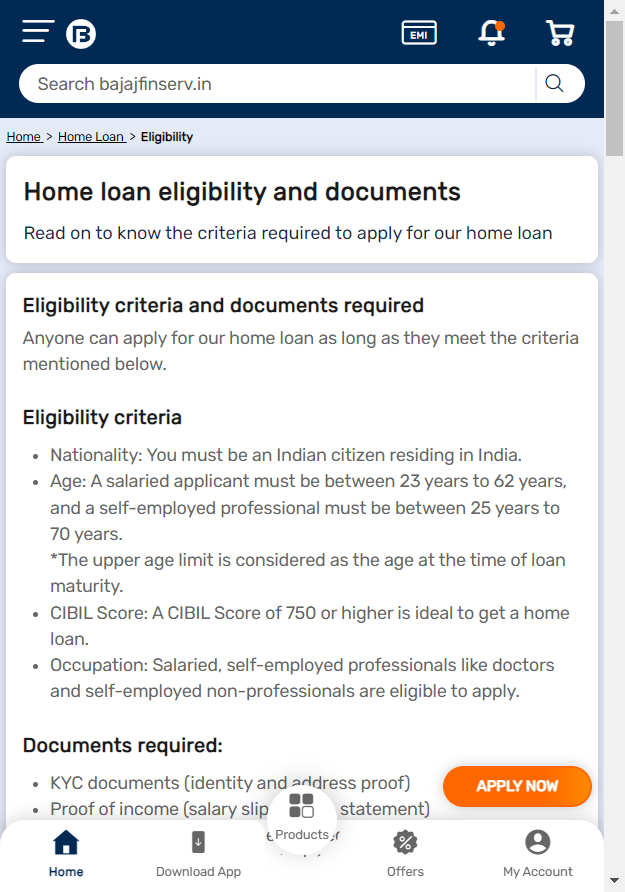 EMI
Search bajajfinserv.in
Home > Home Loan > Eligibility
Home loan eligibility and documents
Read on to know the criteria required to apply for our home loan
Eligibility criteria and documents required
Anyone can apply for our home loan as long as they meet the criteria
mentioned below.
Eligibility criteria
• Nationality: You must be an Indian citizen residing in India.
• Age: A salaried applicant must be between 23 years to 62 years,
and a self-employed professional must be between 25 years to
70 years.
*The upper age limit is considered as the age at the time of loan
maturity.
• CIBIL Score: A CIBIL Score of 750 or higher is ideal to get a home
loan.
• Occupation: Salaried, self-employed professionals like doctors
and self-employed non-professionals are eligible to apply.
Documents required:
• KYC documents (identity and address proof)
APPLY NOW
• Proof of income (salary slip statement)
Home
Download App
Products
Offers
My Account